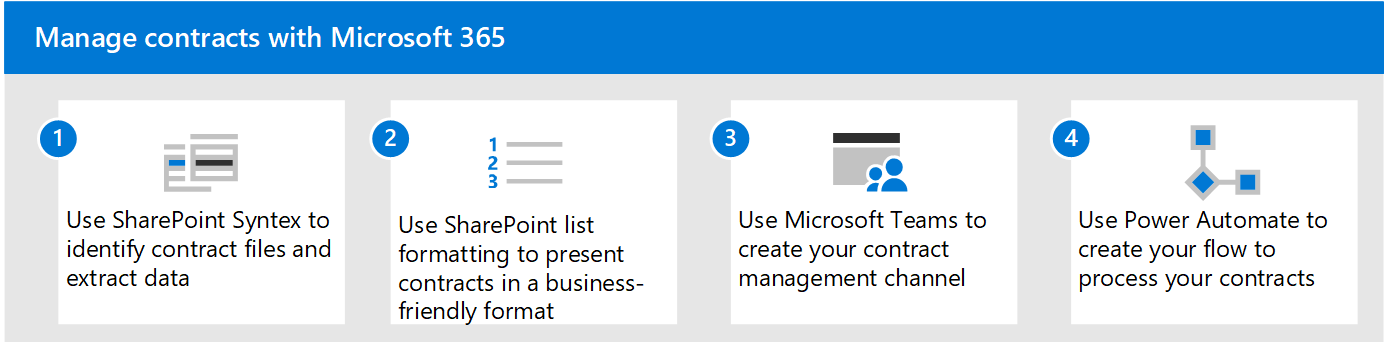 Manage contracts with Microsoft 365
1
Use SharePoint Syntex to
identify contract files and
extract data
2
1
2
3
Use SharePoint list
formatting to present
contracts in a business-
friendly format
3
Use Microsoft Teams to
create your contract
management channel
4
Use Power Automate to
create your flow to
process your contracts